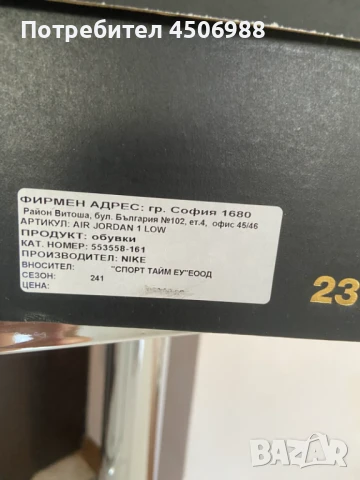 Потребител 4506988
ФИРМЕН АДРЕС: гр. София 1680
Район Витоша, бул. България №102, ет.4, офис 45/46
АРТИКУЛ: AIR JORDAN 1 LOW
ПРОДУКТ: обувки
КАТ. НОМЕР: 553558-161
ПРОИЗВОДИТЕЛ: NIKE
ВНОСИТЕЛ: "СПОРТ ТАЙМ ЕУ"ЕООД
СЕЗОН: 241
ЦЕНА:
23
BAZAR